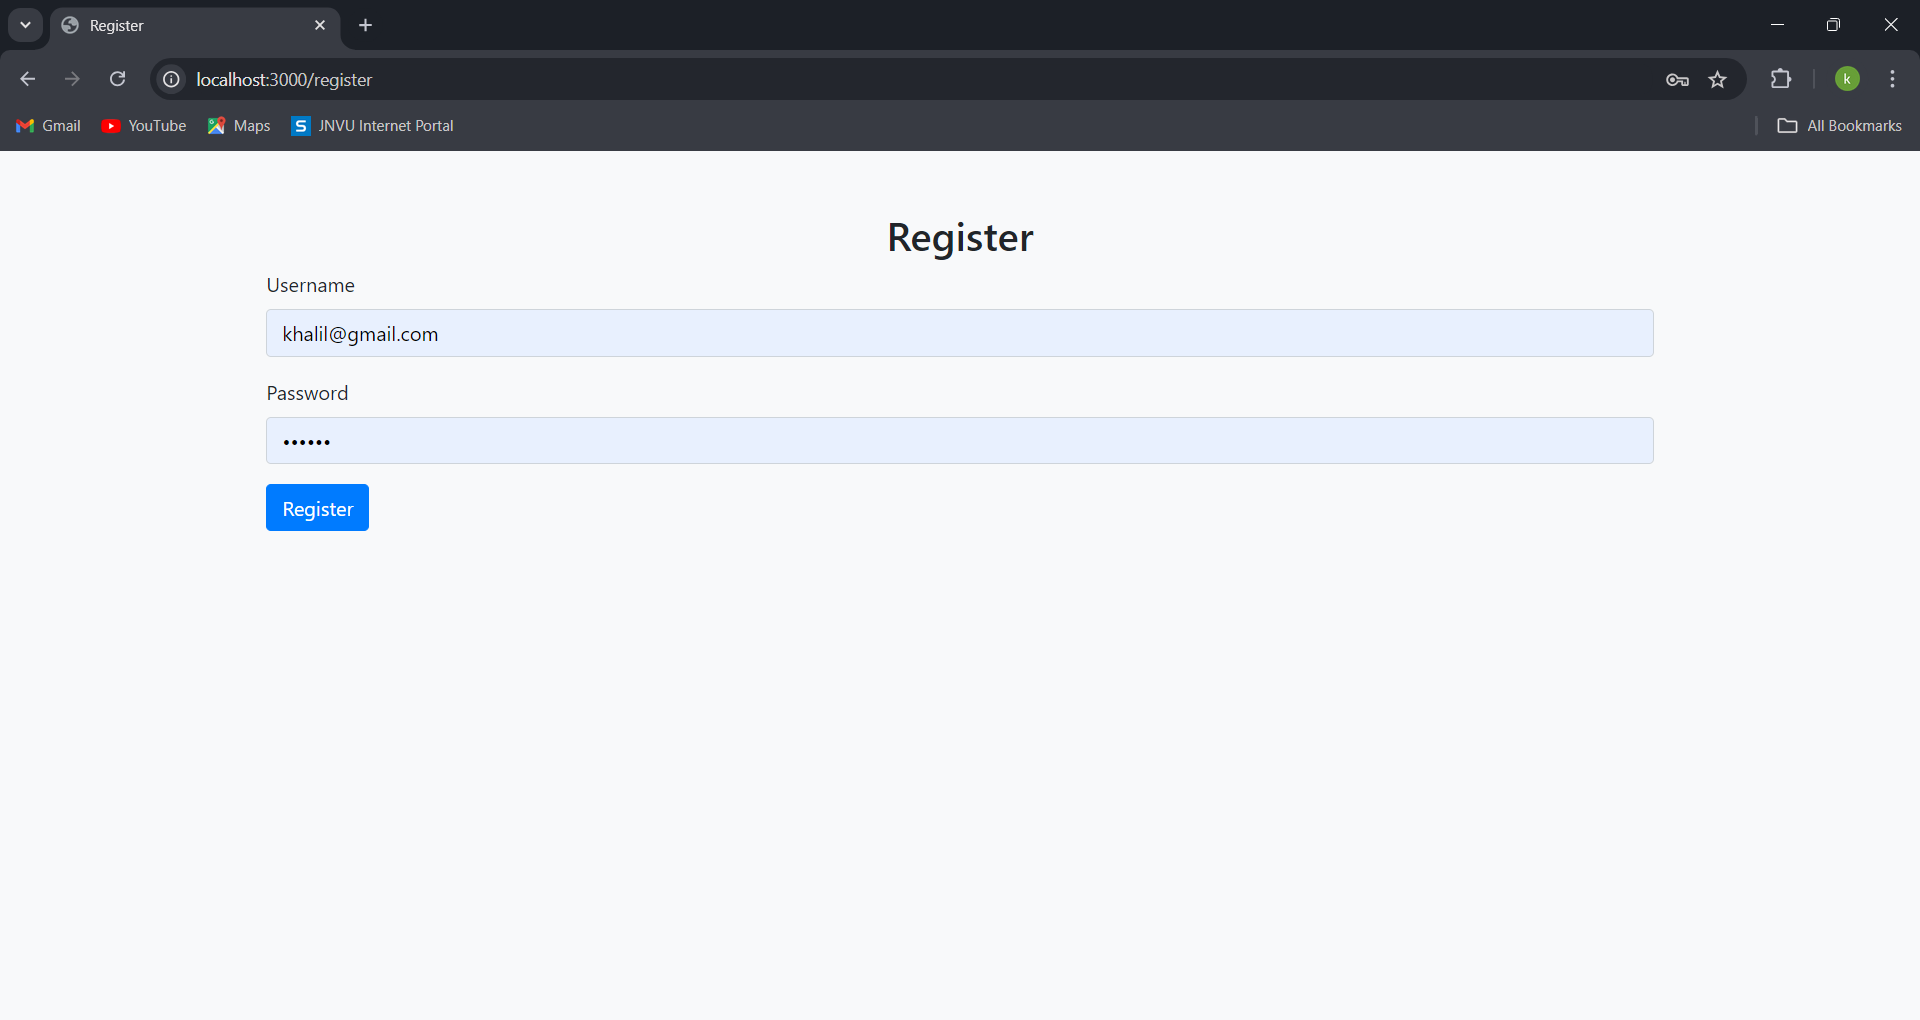 Register
localhost:3000/register
k
Gmail YouTube Maps S JNVU Internet Portal All Bookmarks
Register
Username
khalil@gmail.com
Password
••••••
Register